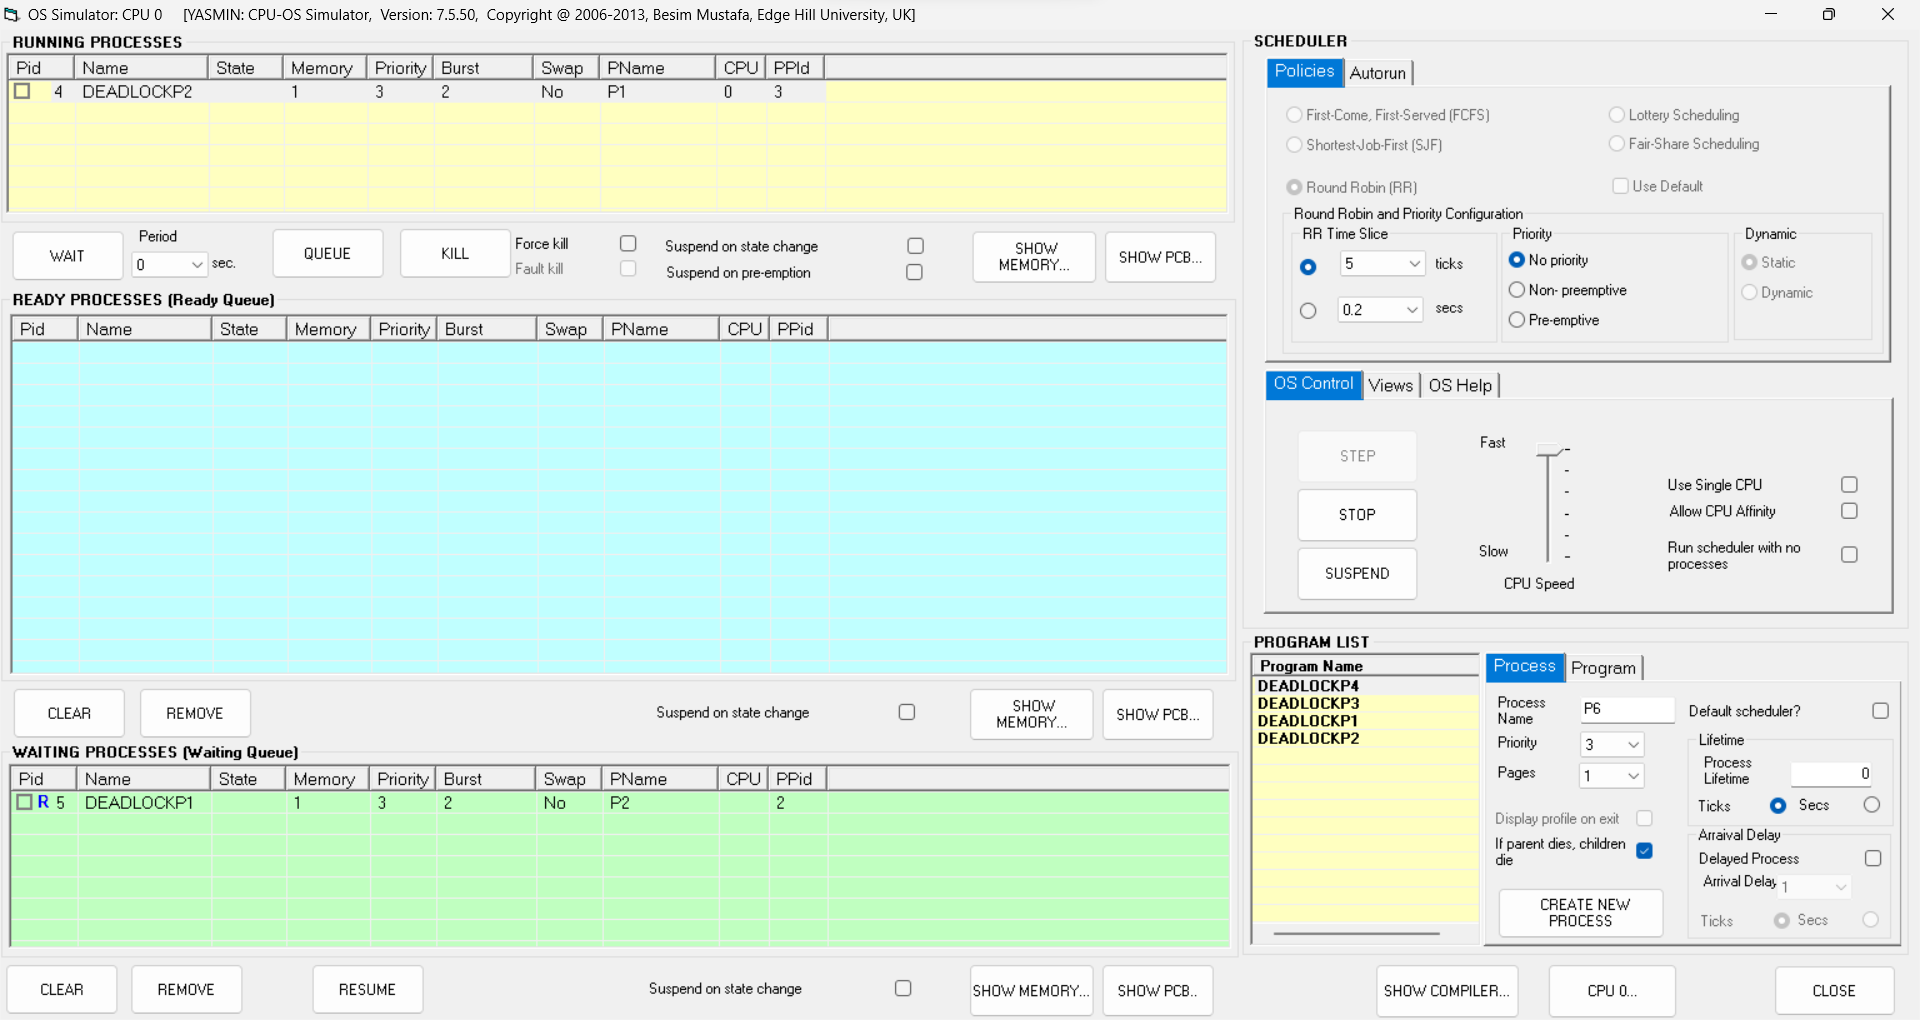 OS Simulator: CPU 0 [YASMIN: CPU-OS Simulator, Version: 7.5.50, Copyright @ 2006-2013, Besim Mustafa, Edge Hill University, UK]
RUNNING PROCESSES
Pid Name State Memory Priority Burst Swap PName CPU PPId
4 DEADLOCKP2 1 3 2 No P1 0 3
WAIT
Period
0 sec.
QUEUE
KILL
Force kill
Fault kill
Suspend on state change
Suspend on pre-emption
SHOW
MEMORY...
SHOW PCB...
READY PROCESSES (Ready Queue)
Pid Name State Memory Priority Burst Swap PName CPU PPid
CLEAR
REMOVE
Suspend on state change
SHOW
MEMORY...
SHOW PCB...
WAITING PROCESSES (Waiting Queue)
Pid Name State Memory Priority Burst Swap PName CPU PPid
R 5 DEADLOCKP1 1 3 2 No P2 2
CLEAR
REMOVE
RESUME
Suspend on state change
SHOW MEMORY...
SHOW PCB..
SCHEDULER
Policies Autorun
First-Come, First-Served (FCFS)
Lottery Scheduling
Shortest-Job-First (SJF)
Fair-Share Scheduling
Round Robin (RR)
Use Default
Round Robin and Priority Configuration
RR Time Slice
5 ticks
0.2 secs
Priority
No priority
Non- preemptive
Pre-emptive
Dynamic
Static
Dynamic
OS Control Views OS Help
STEP
STOP
SUSPEND
Fast
Slow
CPU Speed
Use Single CPU
Allow CPU Affinity
Run scheduler with no
processes
PROGRAM LIST
Program Name
DEADLOCKP4
DEADLOCKP3
DEADLOCKP1
DEADLOCKP2
Process Program
Process
Name
P6
Priority 3
Pages 1
Display profile on exit
If parent dies, children
die
CREATE NEW
PROCESS
Default scheduler?
Lifetime
Process
Lifetime
0
Ticks Secs
Arraival Delay
Delayed Process
Arrival Delay 1
Ticks Secs
SHOW COMPILER...
CPU 0...
CLOSE